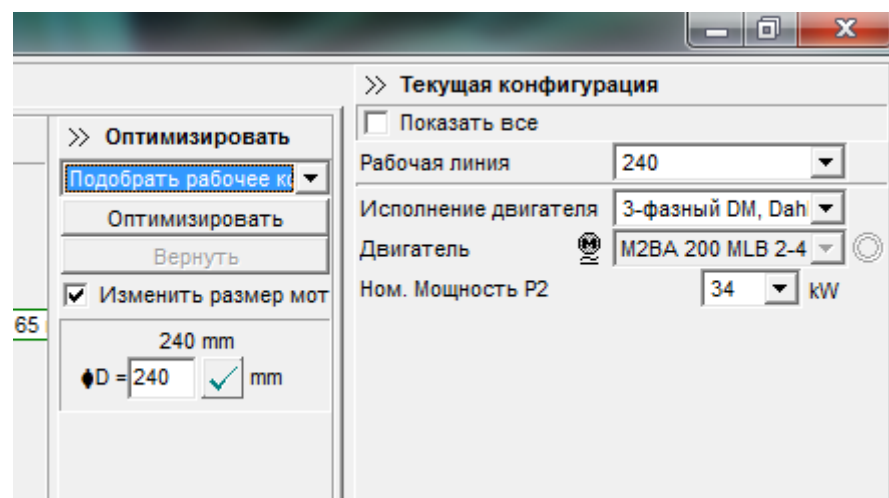 >> Текущая конфигурация
Показать все
Рабочая линия 240
Исполнение двигателя 3-фазный DM, Dahl
Двигатель M2BA 200 MLB 2-4
Ном. Мощность P2 34 kW
>> Оптимизировать
Подобрать рабочее ко
Оптимизировать
Вернуть
Изменить размер мот
240 mm
D = 240 mm
65